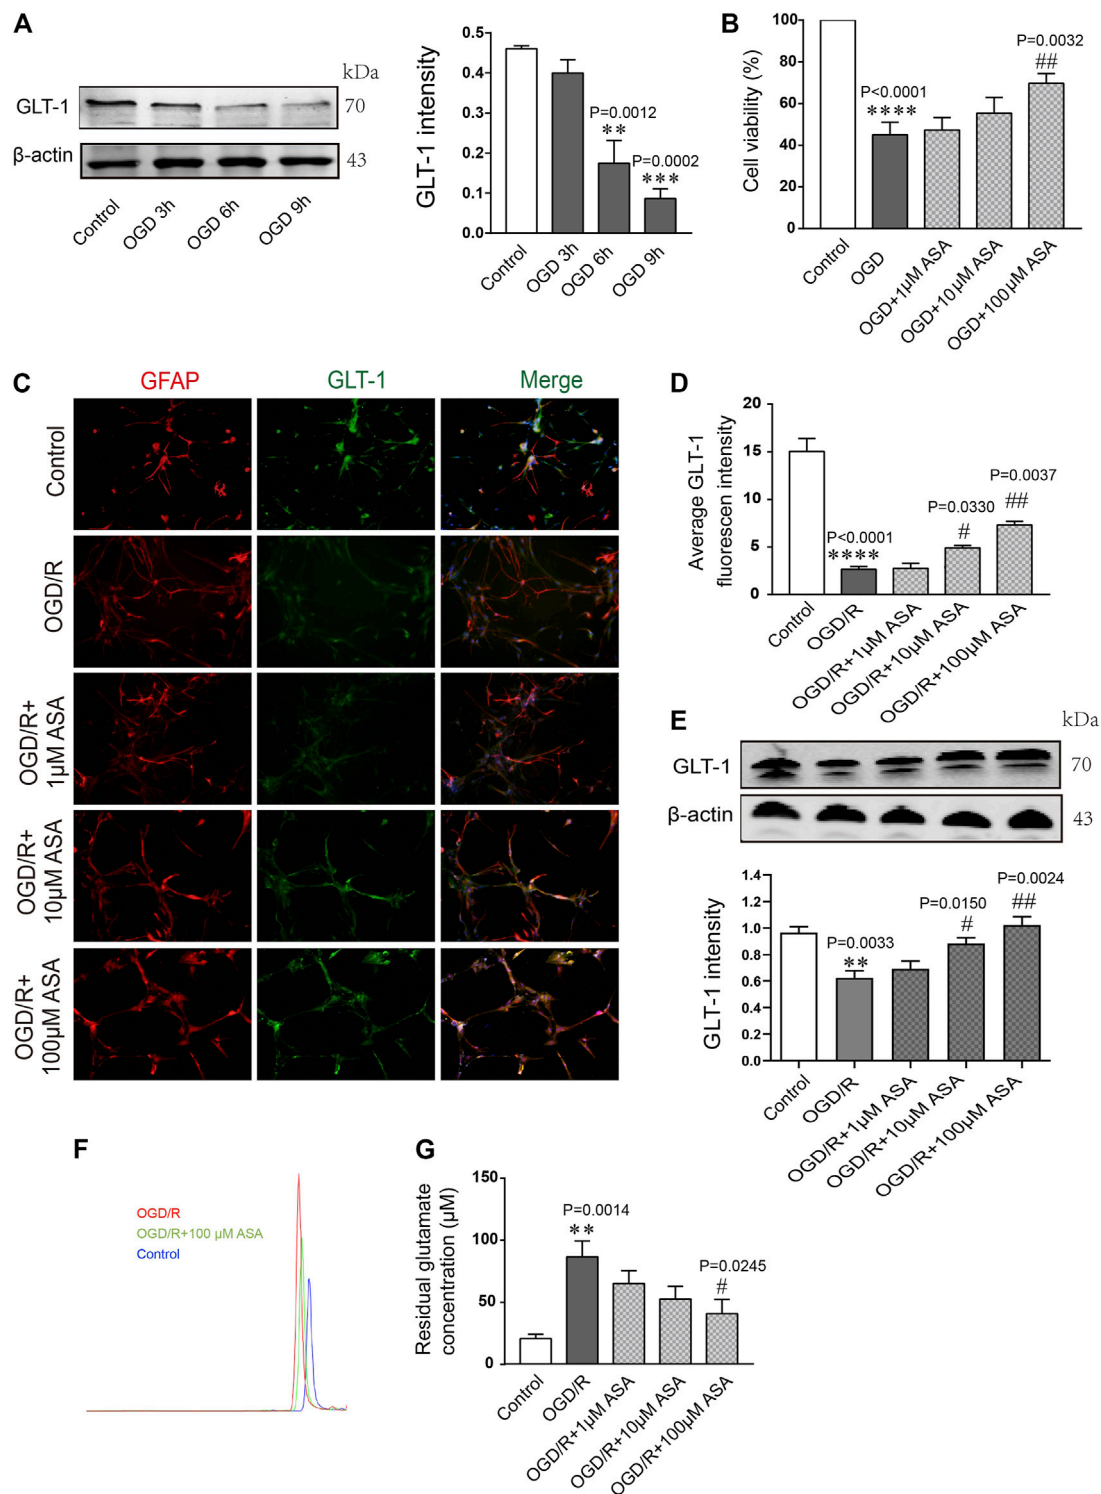 A
kDa
GLT-1
70
β-actin
43
Control
OGD 3h
OGD 6h
OGD 9h
GLT-1 intensity
0.5
0.4
0.3
0.2
0.1
0.0
P=0.0012
**
P=0.0002
***
Control
OGD 3h
OGD 6h
OGD 9h
B
Cell viability (%)
100
80
60
40
20
0
P<0.0001
****
P=0.0032
##
Control
OGD
OGD+1μM ASA
OGD+10 μM ASA
OGD+100 μM ASA
C
GFAP
GLT-1
Merge
Control
OGD/R
OGD/R+
1μM ASA
OGD/R+
10μM ASA
OGD/R+
100μM ASA
D
Average GLT-1
fluorescen intensity
20
15
10
5
0
P<0.0001
****
P=0.0330
#
P=0.0037
##
Control
OGD/R
OGD/R+1μM ASA
OGD/R+10μM ASA
OGD/R+100μM ASA
E
kDa
GLT-1
70
β-actin
43
GLT-1 intensity
1.4
1.2
1.0
0.8
0.6
0.4
0.2
0.0
P=0.0033
**
P=0.0150
#
P=0.0024
##
Control
OGD/R
OGD/R+1μM ASA
OGD/R+10μM ASA
OGD/R+100μM ASA
F
OGD/R
OGD/R+100 μM ASA
Control
G
Residual glutamate
concentration (μM)
150
100
50
0
P=0.0014
**
P=0.0245
#
Control
OGD/R
OGD/R+1μM ASA
OGD/R+10μM ASA
OGD/R+100μM ASA